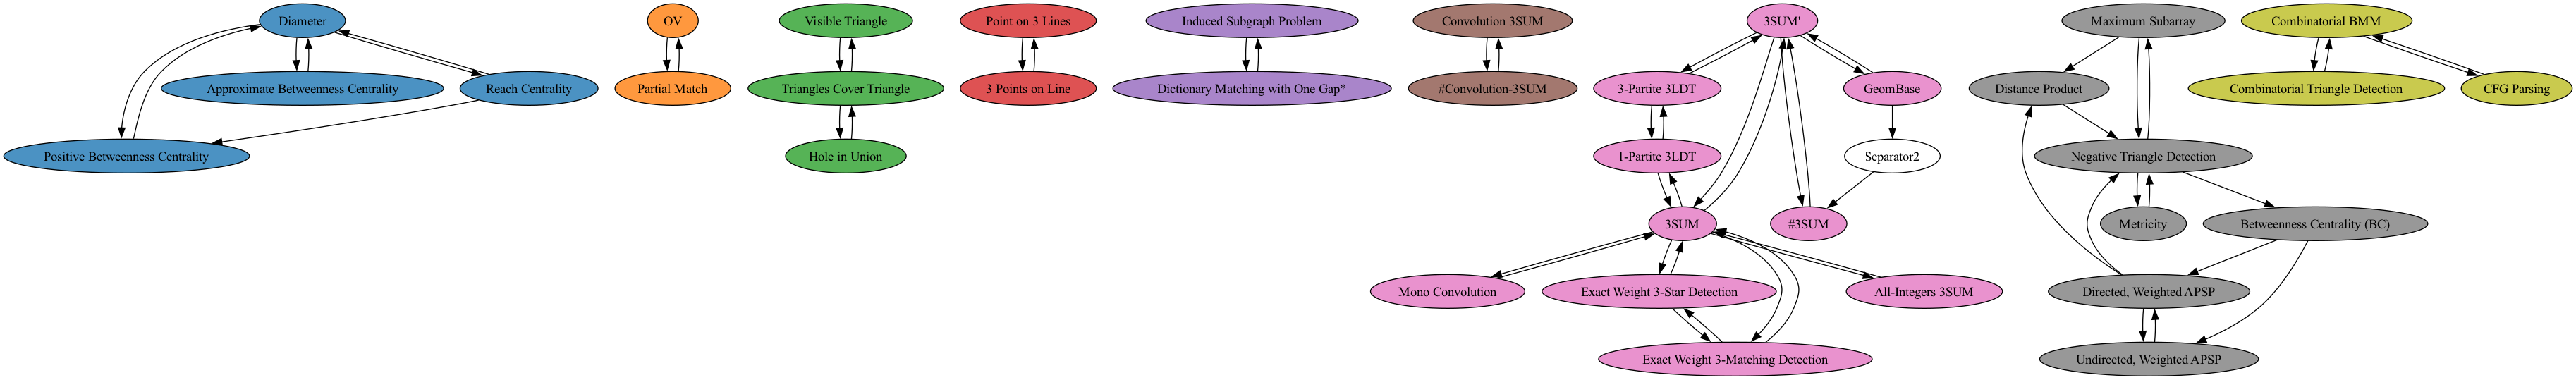 Diameter
OV
Visible Triangle
Point on 3 Lines
Induced Subgraph Problem
Convolution 3SUM
3SUM'
Maximum Subarray
Combinatorial BMM
Approximate Betweenness Centrality
Reach Centrality
Partial Match
Triangles Cover Triangle
3 Points on Line
Dictionary Matching with One Gap*
#Convolution-3SUM
3-Partite 3LDT
GeomBase
Distance Product
Combinatorial Triangle Detection
CFG Parsing
Positive Betweenness Centrality
Hole in Union
1-Partite 3LDT
Separator2
Negative Triangle Detection
3SUM
#3SUM
Metricity
Betweenness Centrality (BC)
Mono Convolution
Exact Weight 3-Star Detection
All-Integers 3SUM
Directed, Weighted APSP
Exact Weight 3-Matching Detection
Undirected, Weighted APSP